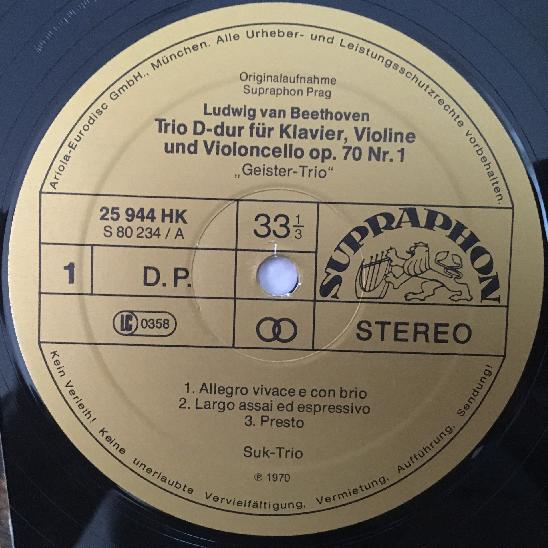 Ariola-Eurodisc GmbH., München. Alle Urheber- und Leistungsschutzrechte vorbehalten.
Originalaufnahme
Supraphon Prag
Ludwig van Beethoven
Trio D-dur für Klavier, Violine
und Violoncello op. 70 Nr. 1
„Geister-Trio“
25 944 HK
S 80 234 / A
33 1/3
SUPRAPHON
1
D. P.
LC 0358
STEREO
1. Allegro vivace e con brio
2. Largo assai ed espressivo
3. Presto
Suk-Trio
℗ 1970
Kein Verleih! Keine unerlaubte Vervielfältigung, Vermietung, Aufführung, Sendung!